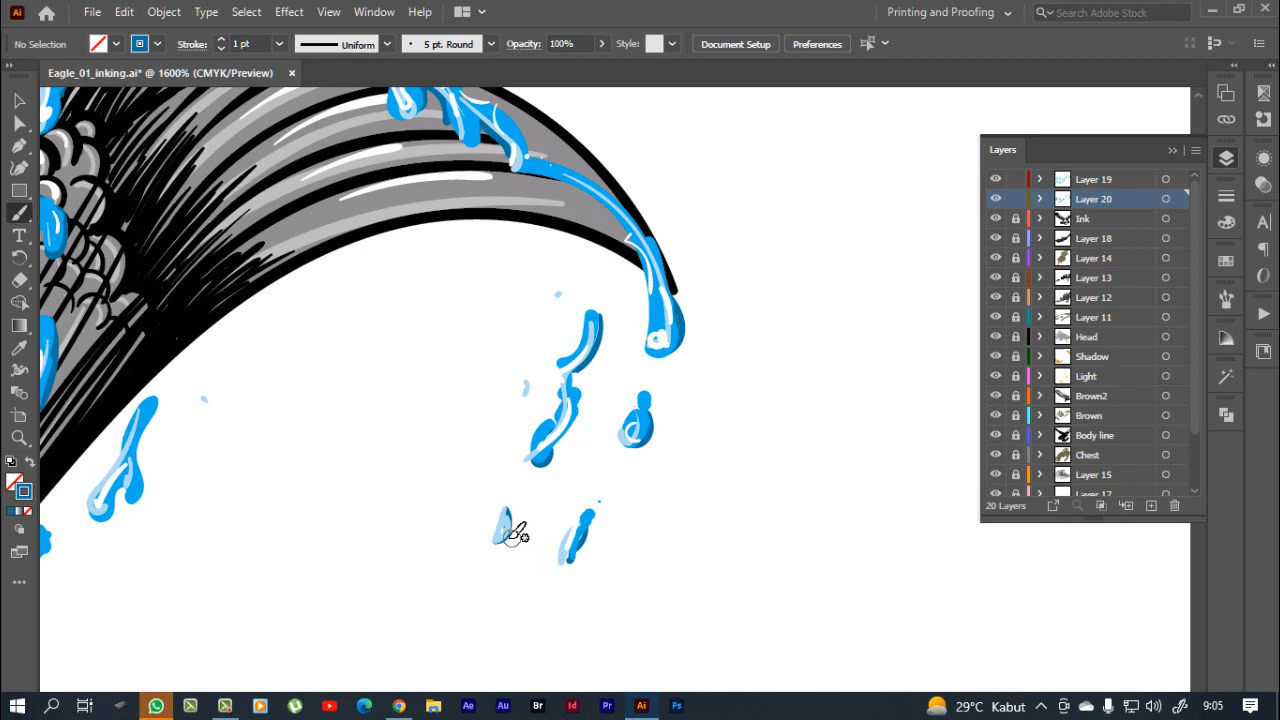 Ai File Edit Object Type Select Effect View Window Help Printing and Proofing Search Adobe Stock
No Selection Stroke: 1 pt Uniform 5 pt. Round Opacity: 100% Style: Document Setup Preferences
Eagle_01_inking.ai* @ 1600% (CMYK/Preview)
Layers
Layer 19
Layer 20
Ink
Layer 18
Layer 14
Layer 13
Layer 12
Layer 11
Head
Shadow
Light
Brown2
Brown
Body line
Chest
Layer 15
Layer 17
20 Layers
Ae Au Br Id Pr Ai Ps 29°C Kabut 9:05